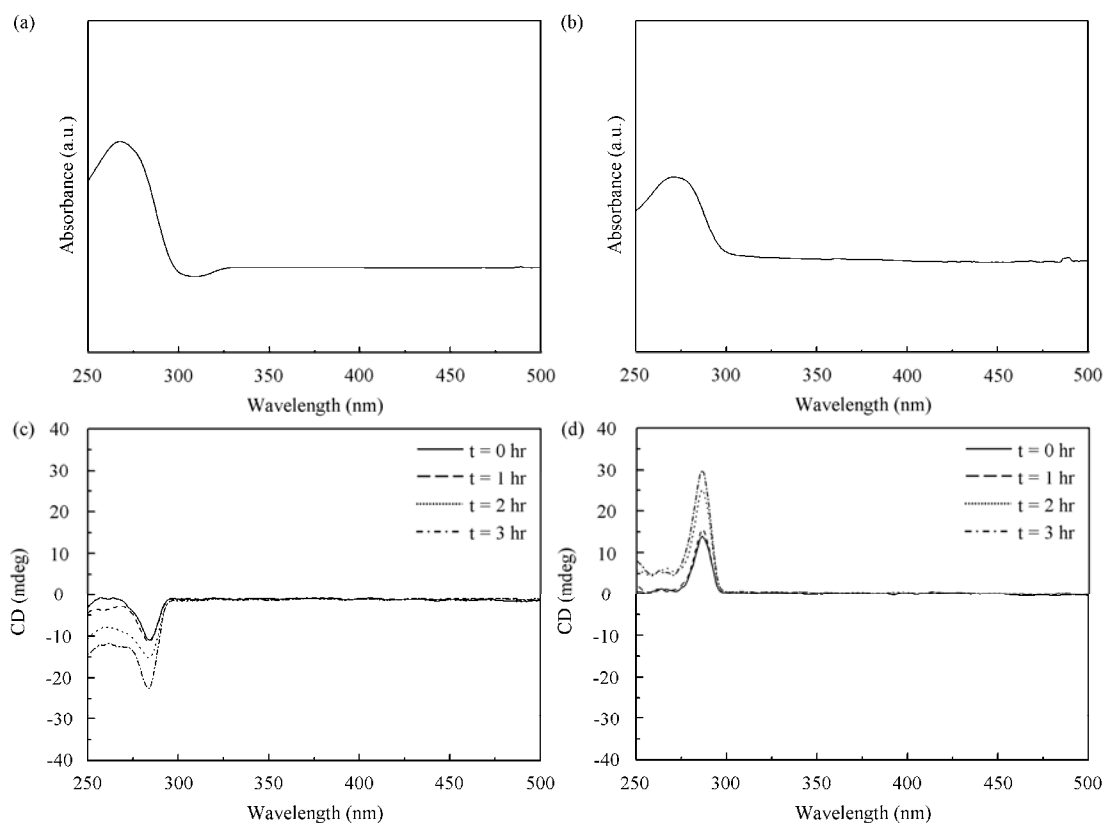 (a)
Absorbance (a.u.)
250 300 350 400 450 500
Wavelength (nm)
(b)
Absorbance (a.u.)
250 300 350 400 450 500
Wavelength (nm)
(c)
40
30
20
10
0
-10
-20
-30
-40
CD (mdeg)
t = 0 hr
t = 1 hr
t = 2 hr
t = 3 hr
250 300 350 400 450 500
Wavelength (nm)
(d)
40
30
20
10
0
-10
-20
-30
-40
CD (mdeg)
t = 0 hr
t = 1 hr
t = 2 hr
t = 3 hr
250 300 350 400 450 500
Wavelength (nm)